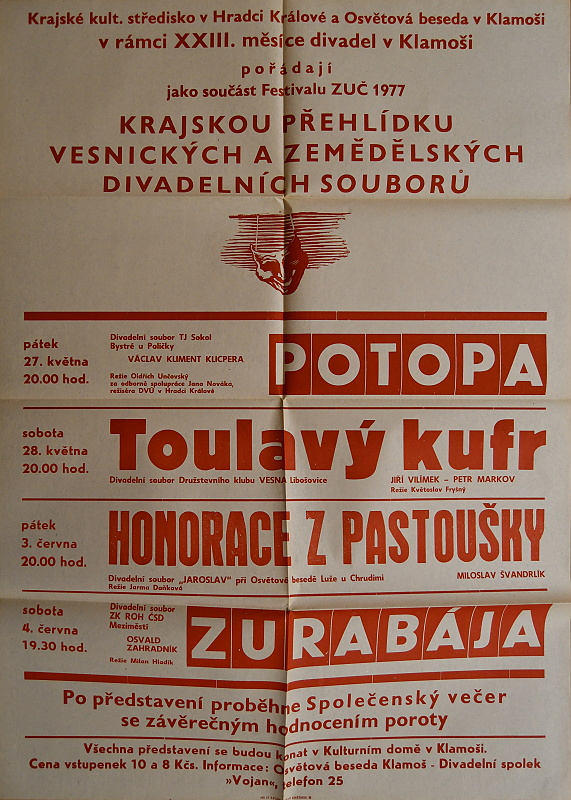 Krajské kult. středisko v Hradci Králové a Osvětová beseda v Klamoši
v rámci XXIII. měsíce divadel v Klamoši
pořádají
jako součást Festivalu ZUČ 1977
KRAJSKOU PŘEHLÍDKU
VESNICKÝCH A ZEMĚDĚLSKÝCH
DIVADELNÍCH SOUBORŮ
pátek
27. května
20.00 hod.
Divadelní soubor TJ Sokol
Bystré u Poličky
VÁCLAV KLIMENT KLICPERA
Režie Oldřich Unčovský
za odborné spolupráce Jana Nováka,
režiséra DVÚ v Hradci Králové
POTOPA
sobota
28. května
20.00 hod.
Toulavý kufr
Divadelní soubor Družstevního klubu VESNA Libošovice
JIŘÍ VILÍMEK – PETR MARKOV
Režie Květoslav Fryšný
pátek
3. června
20.00 hod.
HONORACE Z PASTOUŠKY
Divadelní soubor „JAROSLAV" při Osvětové besedě Luže u Chrudimi
Režie Jarma Daňková
MILOSLAV ŠVANDRLÍK
sobota
4. června
19.30 hod.
Divadelní soubor
ZK ROH ČSD
Meziměstí
OSVALD
ZAHRADNÍK
Režie Milan Hladík
ZURABÁJA
Po představení proběhne Společenský večer
se závěrečným hodnocením poroty
Všechna představení se budou konat v Kulturním domě v Klamoši.
Cena vstupenek 10 a 8 Kčs. Informace: Osvětová beseda Klamoš - Divadelní spolek
»Vojan«, telefon 25